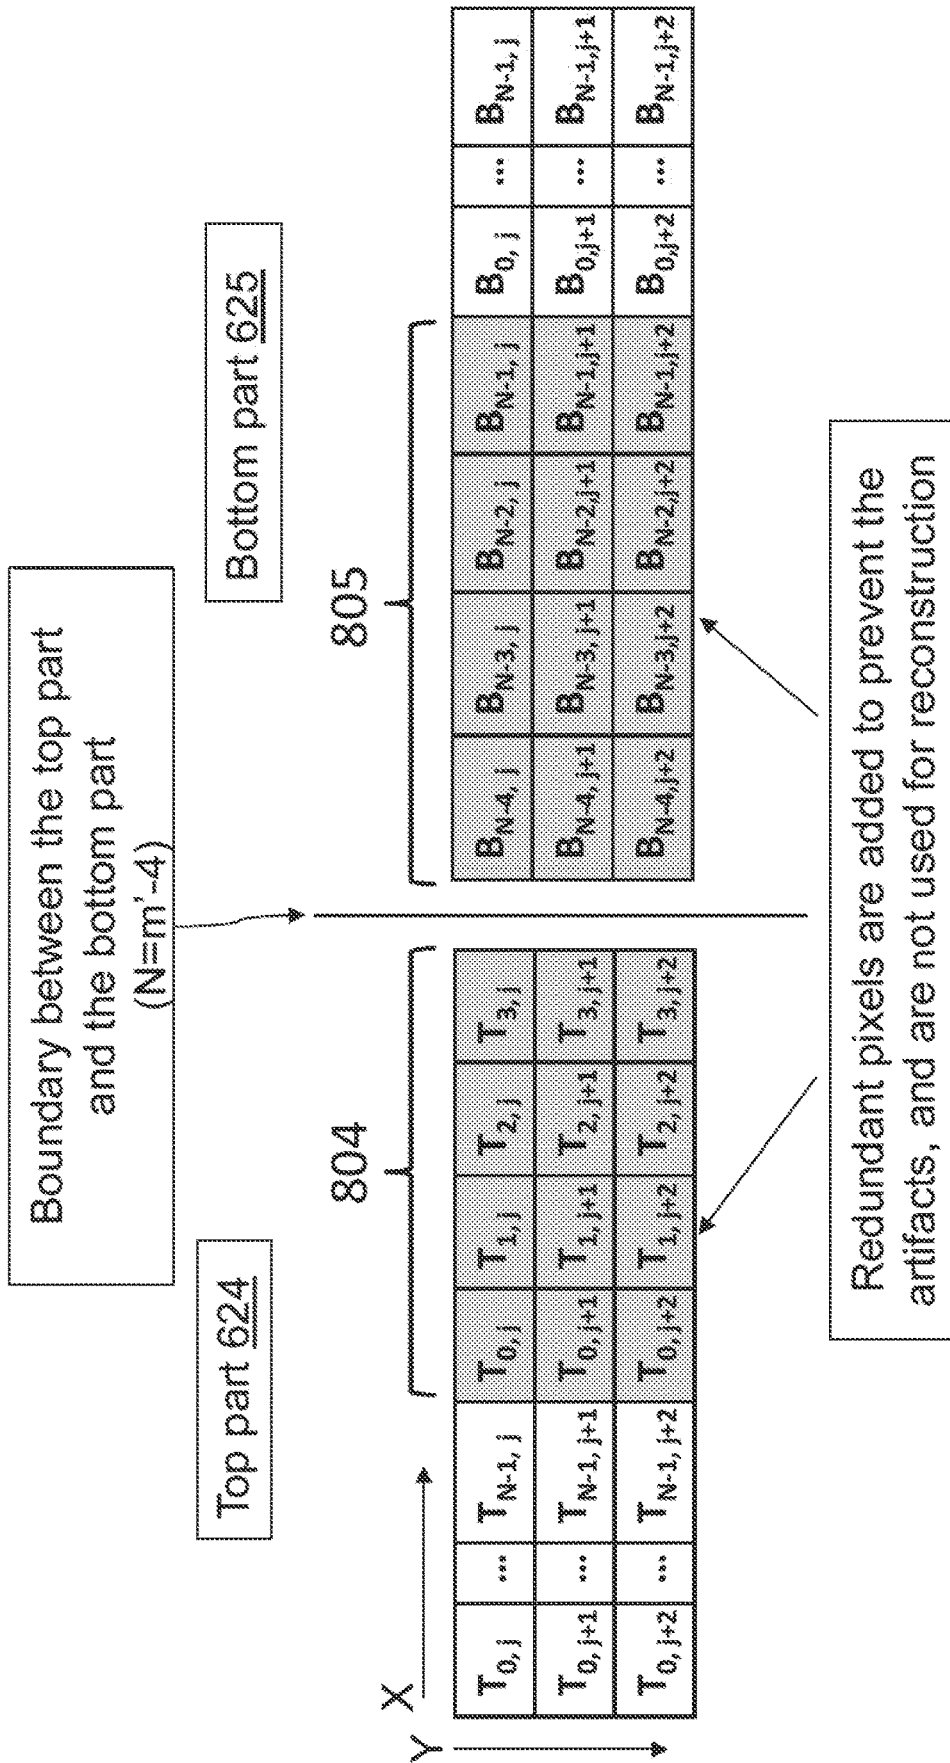 Boundary between the top part
and the bottom part
(N=m'-4)
Top part 624
Bottom part 625
804
805
X
Y
T0, j ... TN-1, j T0, j T1, j T2, j T3, j
T0, j+1 ... TN-1, j+1 T0, j+1 T1, j+1 T2, j+1 T3, j+1
T0, j+2 ... TN-1, j+2 T0, j+2 T1, j+2 T2, j+2 T3, j+2
BN-4, j BN-3, j BN-2, j BN-1, j B0, j ... BN-1, j
BN-4, j+1 BN-3, j+1 BN-2, j+1 BN-1, j+1 B0, j+1 ... BN-1, j+1
BN-4, j+2 BN-3, j+2 BN-2, j+2 BN-1, j+2 B0, j+2 ... BN-1, j+2
Redundant pixels are added to prevent the
artifacts, and are not used for reconstruction